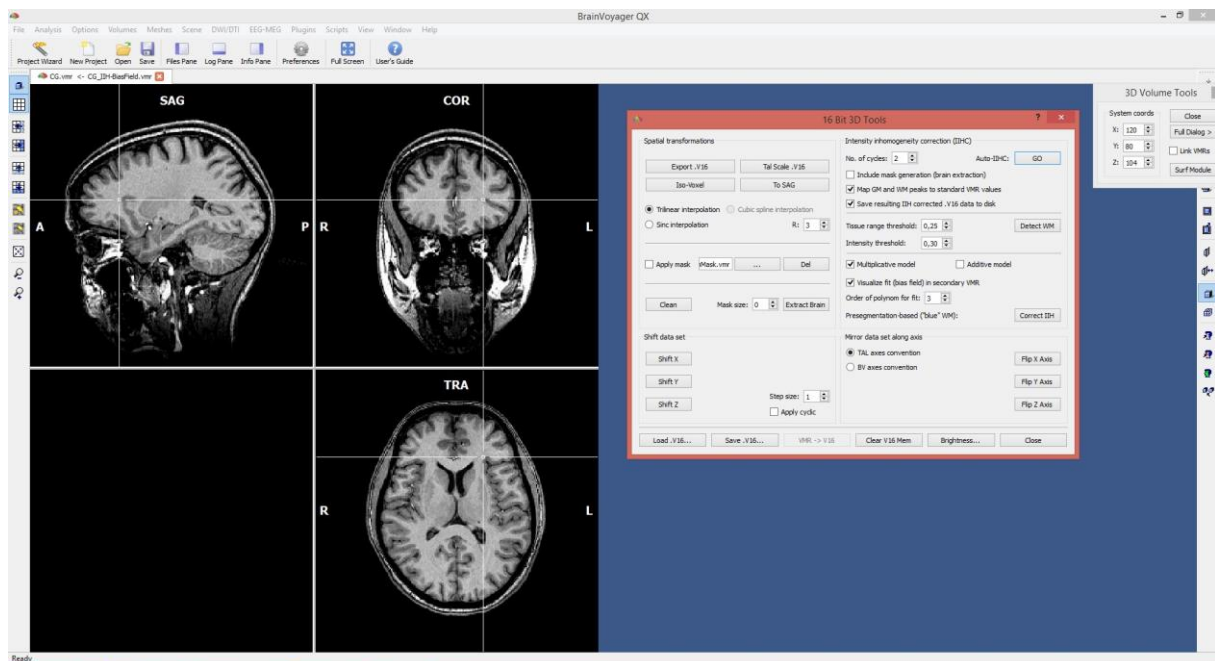 BrainVoyager QX
File Analysis Options Volumes Meshes Scene DWI/DTI EEG-MEG Plugins Scripts View Window Help
Project Wizard New Project Open Save Files Pane Log Pane Info Pane Preferences Full Screen User's Guide
CG.vmr <- CG_IIH-BiasField.vmr
SAG
A
P
COR
R
L
TRA
R
L
16 Bit 3D Tools
Spatial transformations
Export .V16 Tal Scale .V16
Iso-Voxel To SAG
Trilinear interpolation Cubic spline interpolation
Sinc interpolation R: 3
Apply mask iMask.vmr ... Del
Clean Mask size: 0 Extract Brain
Shift data set
Shift X
Shift Y
Step size: 1
Shift Z
Apply cyclic
Intensity inhomogeneity correction (IIHC)
No. of cycles: 2 Auto-IIHC: GO
Include mask generation (brain extraction)
Map GM and WM peaks to standard VMR values
Save resulting IIH corrected .V16 data to disk
Tissue range threshold: 0,25 Detect WM
Intensity threshold: 0,30
Multiplicative model Additive model
Visualize fit (bias field) in secondary VMR
Order of polynom for fit: 3
Presegmentation-based ("blue" WM): Correct IIH
Mirror data set along axis
TAL axes convention
BV axes convention
Flip X Axis
Flip Y Axis
Flip Z Axis
Load .V16... Save .V16... VMR -> V16 Clear V16 Mem Brightness... Close
3D Volume Tools
System coords
X: 120
Y: 80
Z: 104
Close
Full Dialog >
Link VMRs
Surf Module
Ready